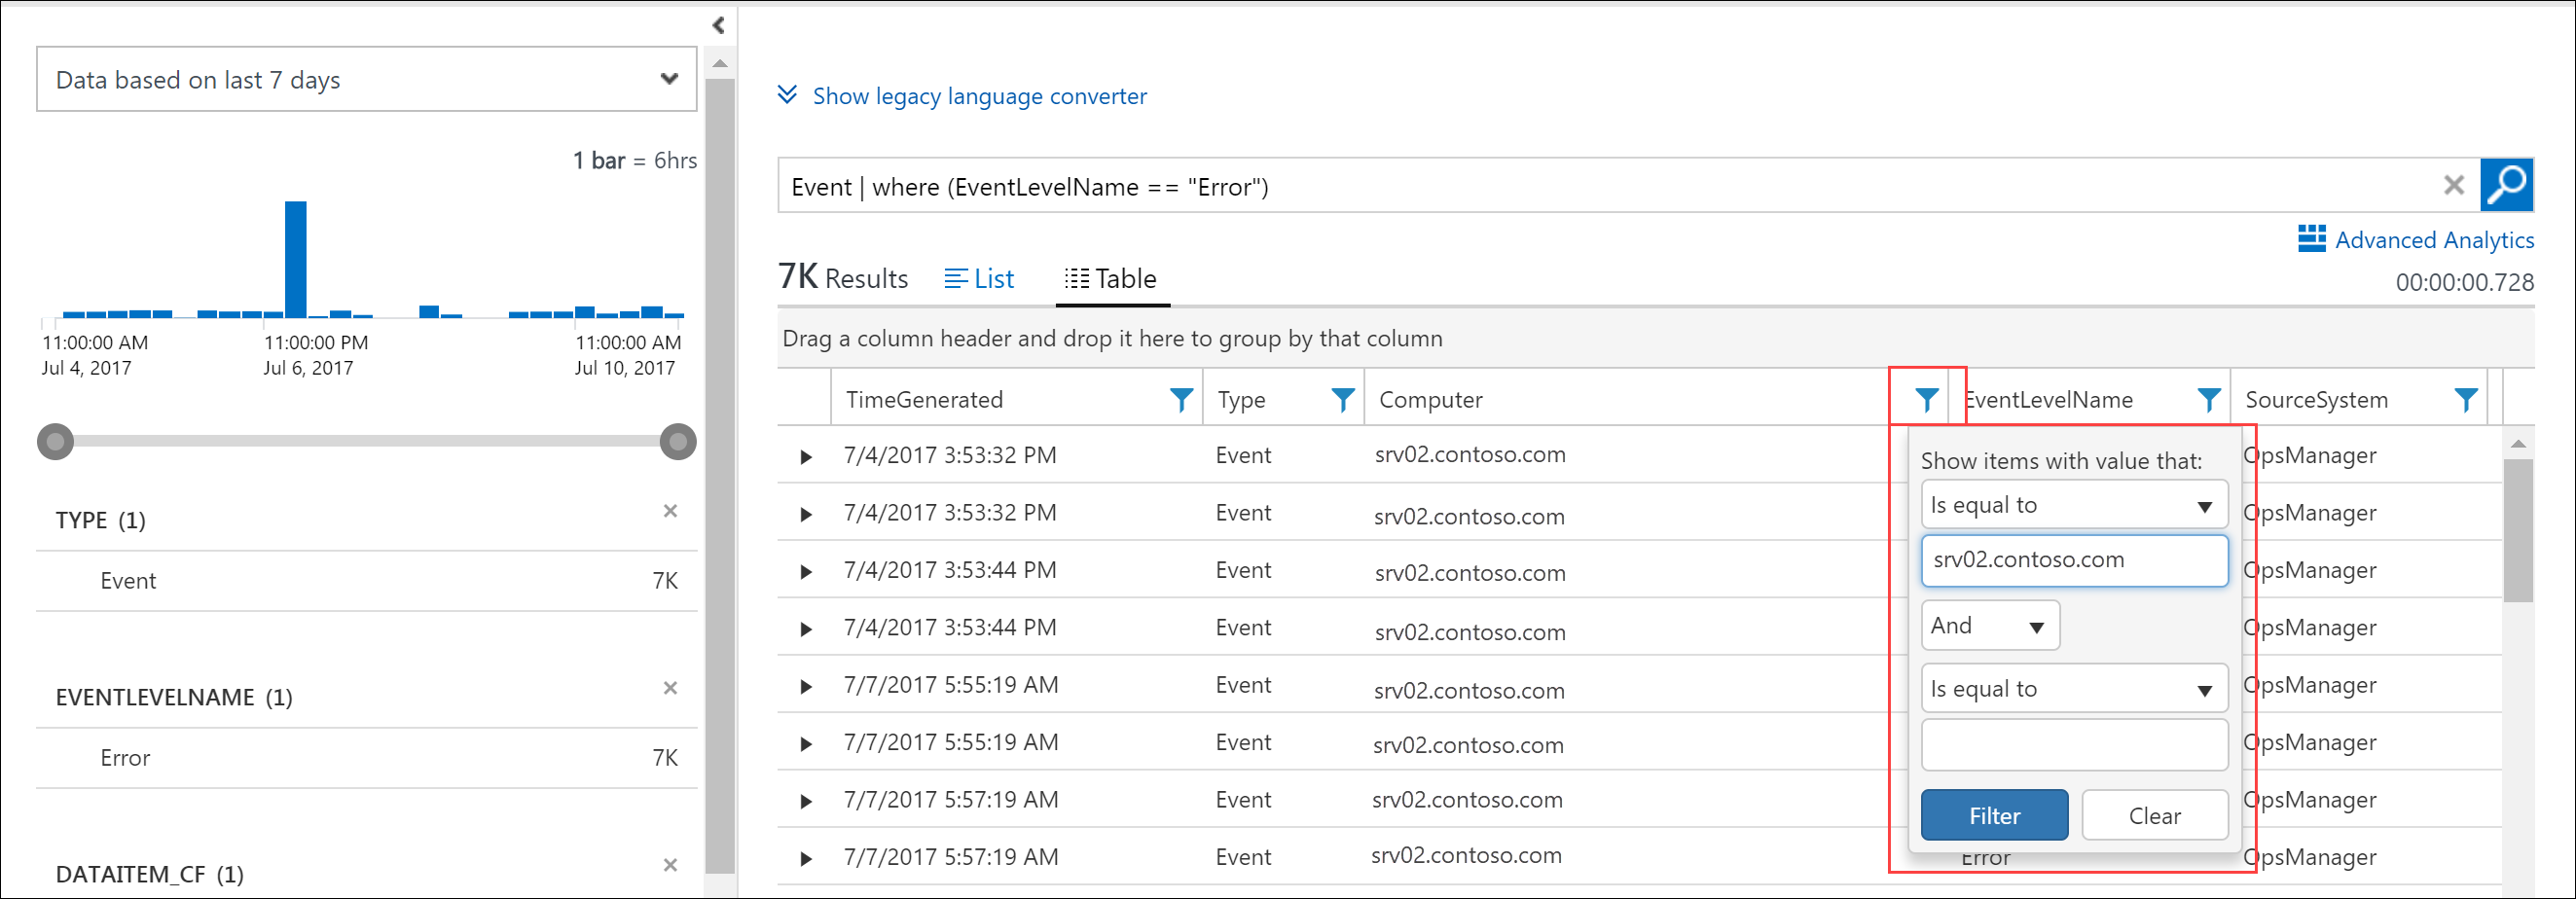 Data based on last 7 days
1 bar = 6hrs
11:00:00 AM 11:00:00 PM 11:00:00 AM
Jul 4, 2017 Jul 6, 2017 Jul 10, 2017
TYPE (1)
Event 7K
EVENTLEVELNAME (1)
Error 7K
DATAITEM_CF (1)
Show legacy language converter
Event | where (EventLevelName == "Error")
Advanced Analytics
7K Results List Table
00:00:00.728
Drag a column header and drop it here to group by that column
TimeGenerated Type Computer EventLevelName SourceSystem
7/4/2017 3:53:32 PM Event srv02.contoso.com OpsManager
7/4/2017 3:53:32 PM Event srv02.contoso.com OpsManager
7/4/2017 3:53:44 PM Event srv02.contoso.com OpsManager
7/4/2017 3:53:44 PM Event srv02.contoso.com OpsManager
7/7/2017 5:55:19 AM Event srv02.contoso.com OpsManager
7/7/2017 5:55:19 AM Event srv02.contoso.com OpsManager
7/7/2017 5:57:19 AM Event srv02.contoso.com OpsManager
7/7/2017 5:57:19 AM Event srv02.contoso.com Error OpsManager
Show items with value that:
Is equal to
srv02.contoso.com
And
Is equal to
Filter Clear